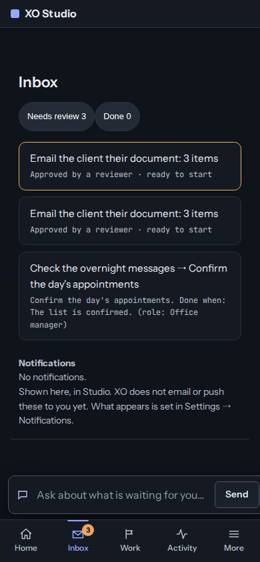 XO Studio
Inbox
Needs review 3
Done 0
Email the client their document: 3 items
Approved by a reviewer · ready to start
Email the client their document: 3 items
Approved by a reviewer · ready to start
Check the overnight messages → Confirm
the day's appointments
Confirm the day's appointments. Done when:
The list is confirmed. (role: Office
manager)
Notifications
No notifications.
Shown here, in Studio. XO does not email or push
these to you yet. What appears is set in Settings →
Notifications.
Ask about what is waiting for you...
Send
3
Home
Inbox
Work
Activity
More